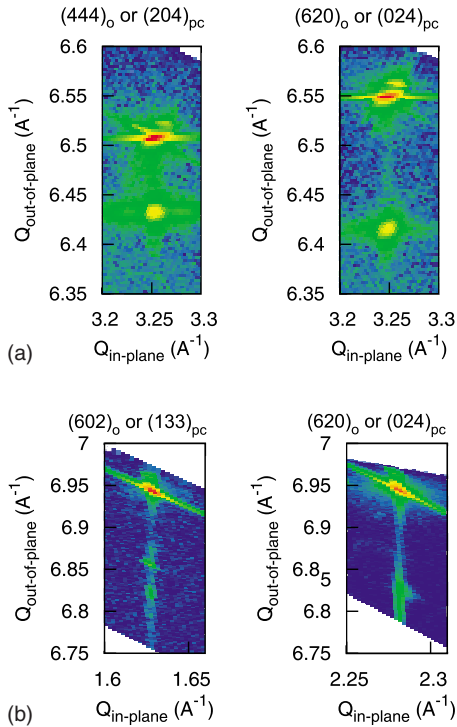 (444)o or (204)pc (620)o or (024)pc
6.6 6.6
6.55 6.55
6.5 6.5
6.45 6.45
6.4 6.4
6.35 6.35
3.2 3.25 3.3 3.2 3.25 3.3
Qout-of-plane (A-1) Qout-of-plane (A-1)
(a) Qin-plane (A-1) Qin-plane (A-1)
(602)o or (133)pc (620)o or (024)pc
7 7
6.95 6.95
6.9 6.9
6.85 6.8
5
6.8 6.8
6.75 6.75
1.6 1.65 2.25 2.3
Qout-of-plane (A-1) Qout-of-plane (A-1)
(b) Qin-plane (A-1) Qin-plane (A-1)